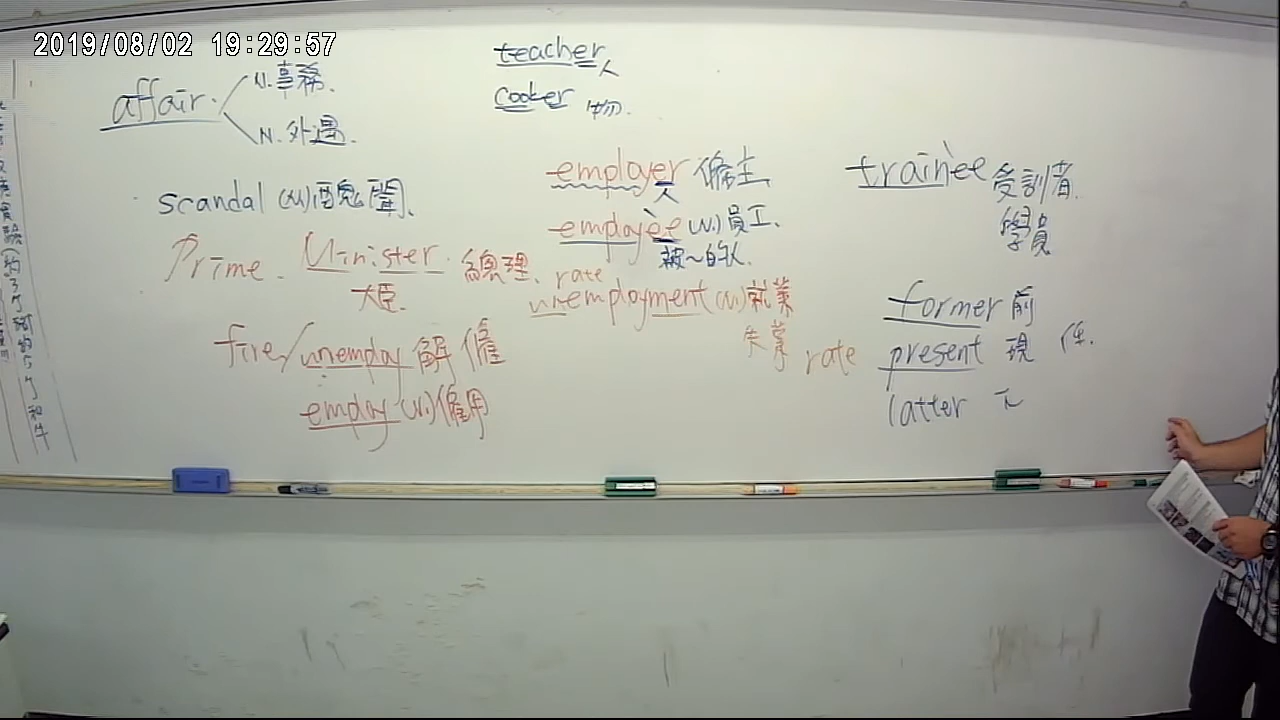 2019/08/02 19:29:57
affair. N. 事務.
N. 外遇.
scandal (N.) 醜聞.
Prime Minister. 總理.
大臣.
fire/unemploy 解僱
employ (V.) 僱用
teacher 人
cooker 物.
employer 僱主
人
employee (N.) 員工.
被~的人.
rate
unemployment (N.) 就業
失業 rate
trainee 受訓者.
學員
former 前
present 現 任.
latter 下